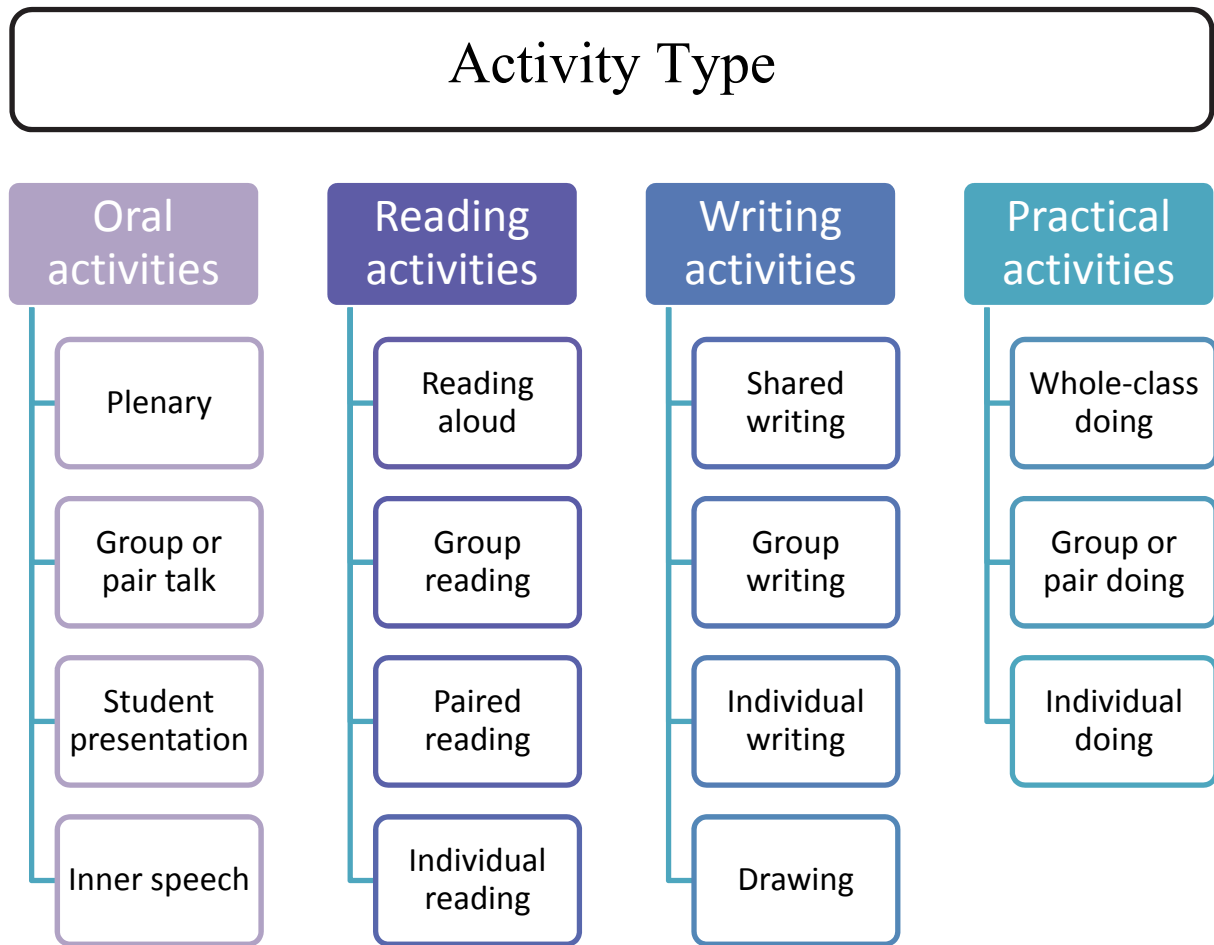 Activity Type
Oral
activities
Plenary
Group or
pair talk
Student
presentation
Inner speech
Reading
activities
Reading
aloud
Group
reading
Paired
reading
Individual
reading
Writing
activities
Shared
writing
Group
writing
Individual
writing
Drawing
Practical
activities
Whole-class
doing
Group or
pair doing
Individual
doing